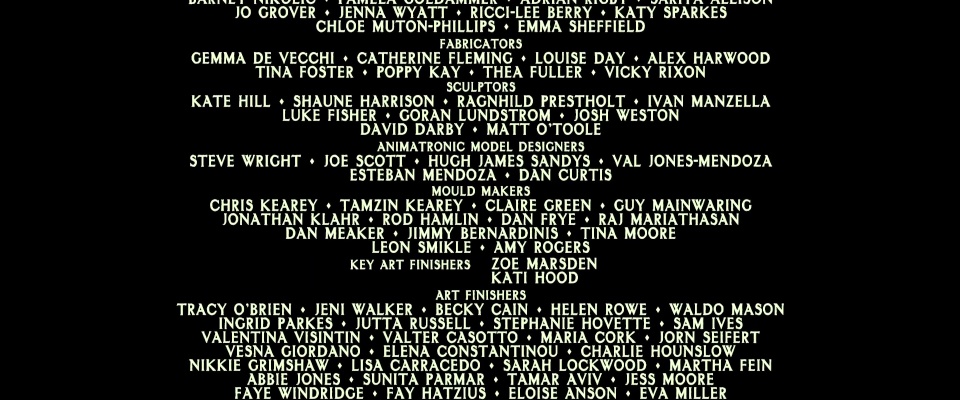 BARNEY NIKOLIC • PAMELA GOLDAMMER • ADRIAN RIGBY • SARITA ALLISON
JO GROVER • JENNA WYATT • RICCI-LEE BERRY • KATY SPARKES
CHLOE MUTON-PHILLIPS • EMMA SHEFFIELD
FABRICATORS
GEMMA DE VECCHI • CATHERINE FLEMING • LOUISE DAY • ALEX HARWOOD
TINA FOSTER • POPPY KAY • THEA FULLER • VICKY RIXON
SCULPTORS
KATE HILL • SHAUNE HARRISON • RAGNHILD PRESTHOLT • IVAN MANZELLA
LUKE FISHER • GORAN LUNDSTROM • JOSH WESTON
DAVID DARBY • MATT O'TOOLE
ANIMATRONIC MODEL DESIGNERS
STEVE WRIGHT • JOE SCOTT • HUGH JAMES SANDYS • VAL JONES-MENDOZA
ESTEBAN MENDOZA • DAN CURTIS
MOULD MAKERS
CHRIS KEAREY • TAMZIN KEAREY • CLAIRE GREEN • GUY MAINWARING
JONATHAN KLAHR • ROD HAMLIN • DAN FRYE • RAJ MARIATHASAN
DAN MEAKER • JIMMY BERNARDINIS • TINA MOORE
LEON SMIKLE • AMY ROGERS
KEY ART FINISHERS ZOE MARSDEN
KATI HOOD
ART FINISHERS
TRACY O'BRIEN • JENI WALKER • BECKY CAIN • HELEN ROWE • WALDO MASON
INGRID PARKES • JUTTA RUSSELL • STEPHANIE HOVETTE • SAM IVES
VALENTINA VISINTIN • VALTER CASOTTO • MARIA CORK • JORN SEIFERT
VESNA GIORDANO • ELENA CONSTANTINOU • CHARLIE HOUNSLOW
NIKKIE GRIMSHAW • LISA CARRACEDO • SARAH LOCKWOOD • MARTHA FEIN
ABBIE JONES • SUNITA PARMAR • TAMAR AVIV • JESS MOORE
FAYE WINDRIDGE • FAY HATZIUS • ELOISE ANSON • EVA MILLER